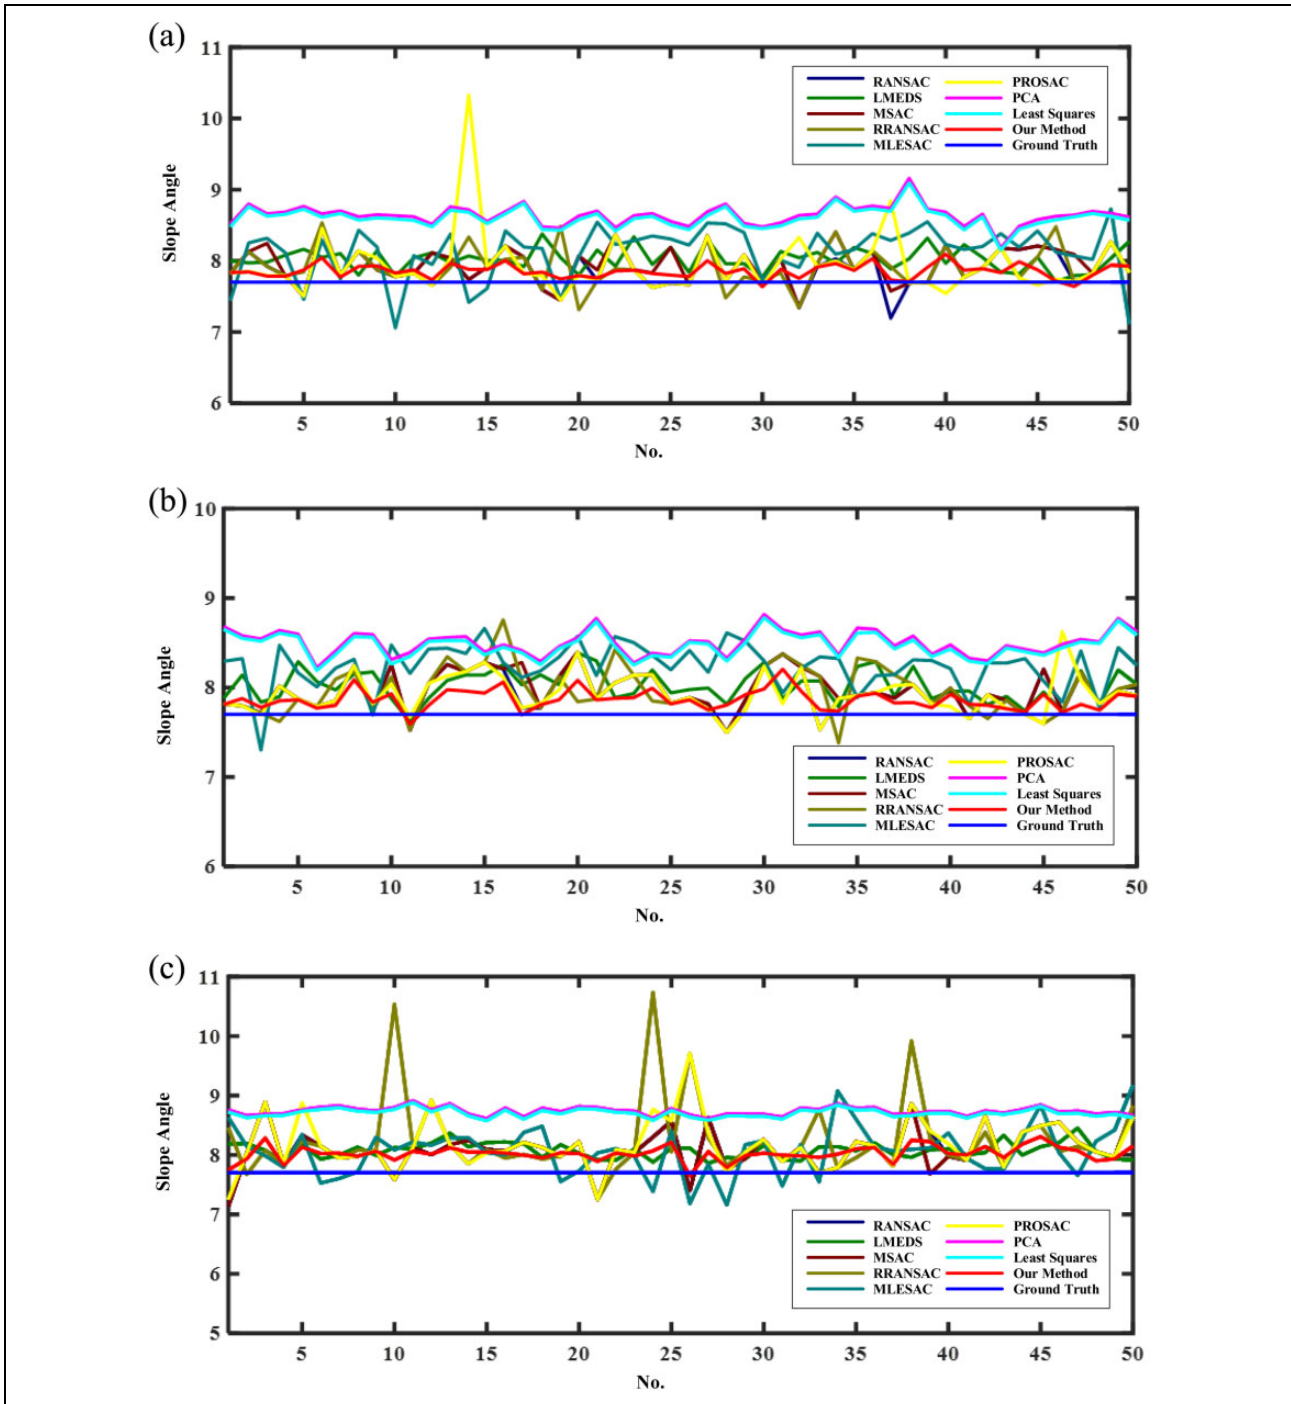 (a)
11
10
9
8
7
6
Slope Angle
RANSAC PROSAC
LMEDS PCA
MSAC Least Squares
RRANSAC Our Method
MLESAC Ground Truth
5 10 15 20 25 30 35 40 45 50
No.
(b)
10
9
8
7
6
Slope Angle
RANSAC PROSAC
LMEDS PCA
MSAC Least Squares
RRANSAC Our Method
MLESAC Ground Truth
5 10 15 20 25 30 35 40 45 50
No.
(c)
11
10
9
8
7
6
5
Slope Angle
RANSAC PROSAC
LMEDS PCA
MSAC Least Squares
RRANSAC Our Method
MLESAC Ground Truth
5 10 15 20 25 30 35 40 45 50
No.